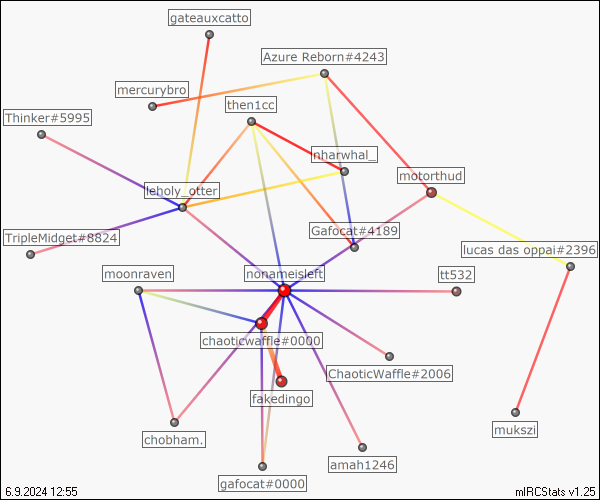 gateauxcatto
Azure Reborn#4243
mercurybro
then1cc
Thinker#5995
nharwhal_
motorthud
leholy_otter
Gafocat#4189
TripleMidget#8824
lucas das oppai#2396
moonraven
nonameisleft
tt532
chaoticwaffle#0000
ChaoticWaffle#2006
fakedingo
mukszi
chobham.
amah1246
gafocat#0000
6.9.2024 12:55
mIRCStats v1.25